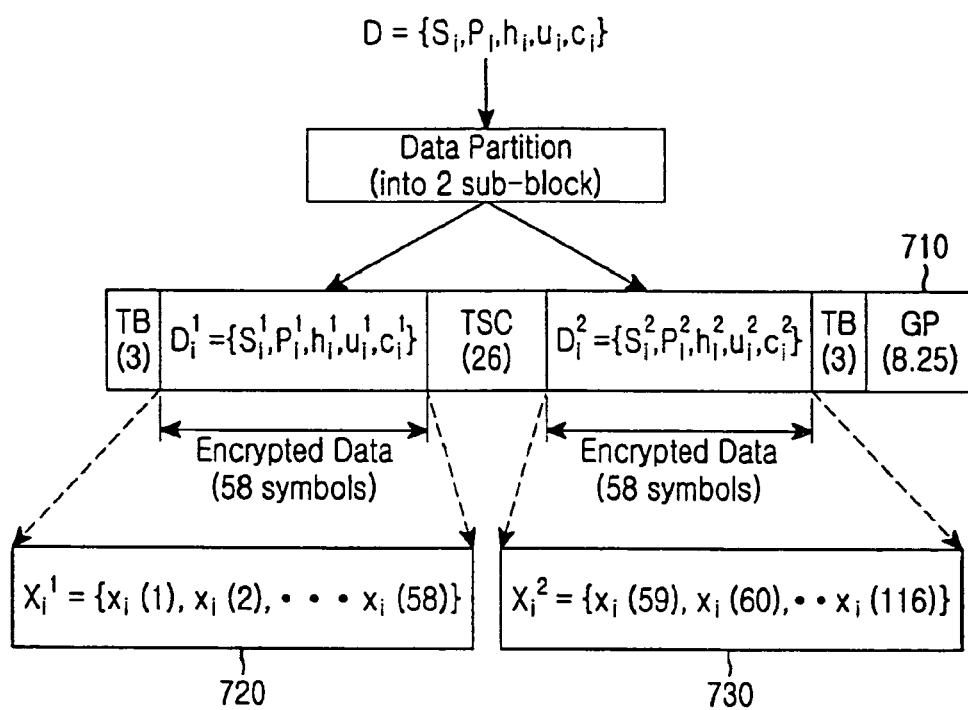 D = {S_i,P_i,h_i,u_i,c_i}
Data Partition
(into 2 sub-block)
710
TB
(3)
D_i^1={S_i^1,P_i^1,h_i^1,u_i^1,c_i^1}
TSC
(26)
D_i^2={S_i^2,P_i^2,h_i^2,u_i^2,c_i^2}
TB
(3)
GP
(8.25)
Encrypted Data
(58 symbols)
Encrypted Data
(58 symbols)
X_i^1 = {x_i (1), x_i (2), • • • x_i (58)}
X_i^2 = {x_i (59), x_i (60), • • x_i (116)}
720
730